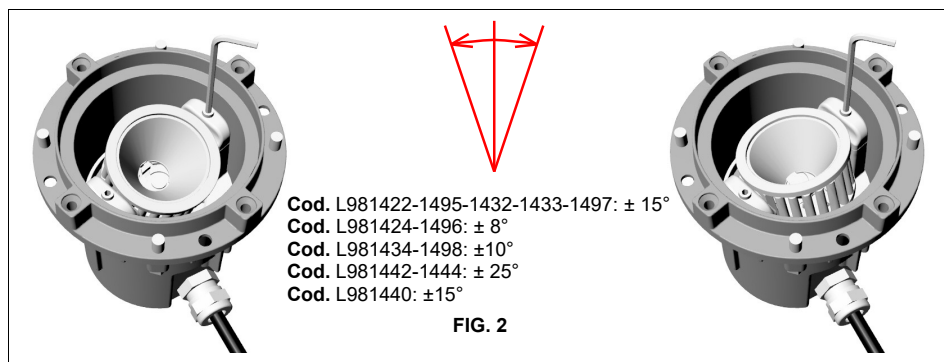 Cod. L981422-1495-1432-1433-1497: ± 15°
Cod. L981424-1496: ± 8°
Cod. L981434-1498: ±10°
Cod. L981442-1444: ± 25°
Cod. L981440: ±15°
FIG. 2